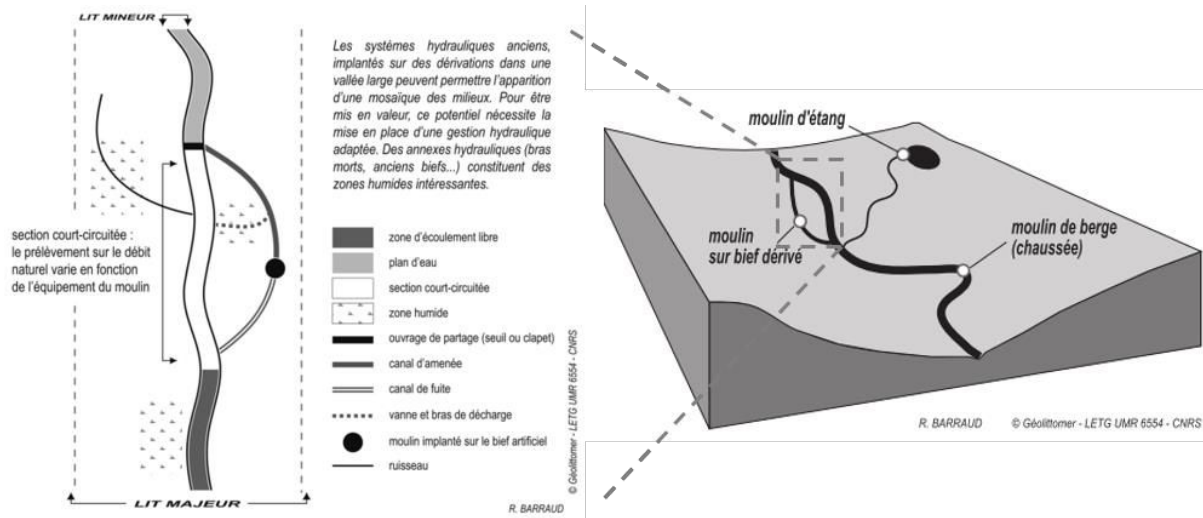 LIT MINEUR
Les systèmes hydrauliques anciens,
implantés sur des dérivations dans une
vallée large peuvent permettre l'apparition
d'une mosaïque des milieux. Pour être
mis en valeur, ce potentiel nécessite la
mise en place d'une gestion hydraulique
adaptée. Des annexes hydrauliques (bras
morts, anciens biefs...) constituent des
zones humides intéressantes.
section court-circuitée :
le prélèvement sur le débit
naturel varie en fonction
de l'équipement du moulin
zone d'écoulement libre
plan d'eau
section court-circuitée
zone humide
ouvrage de partage (seuil ou clapet)
canal d'amenée
canal de fuite
vanne et bras de décharge
moulin implanté sur le bief artificiel
ruisseau
LIT MAJEUR
R. BARRAUD
© Géolittomer - LETG UMR 6554 - CNRS
moulin d'étang
moulin
sur bief dérivé
moulin de berge
(chaussée)
R. BARRAUD
© Géolittomer - LETG UMR 6554 - CNRS